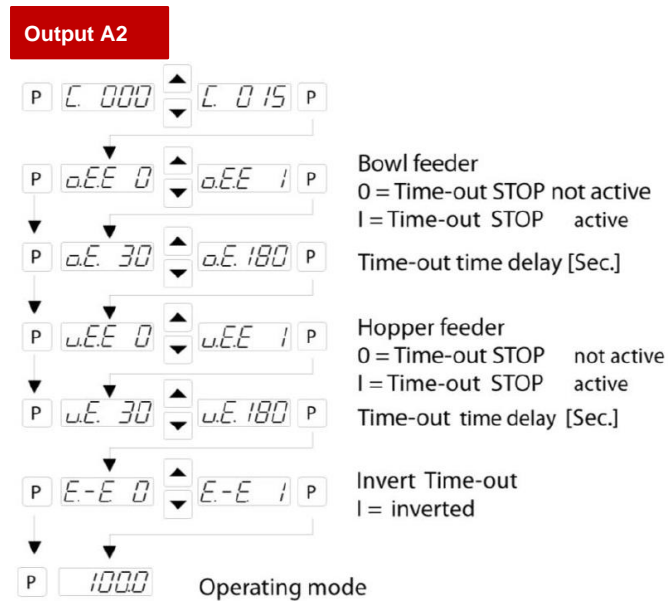 Output A2
P C. 000 C. 015 P
P o.E.E 0 o.E.E 1 P
Bowl feeder
0 = Time-out STOP not active
I = Time-out STOP active
P o.E. 30 o.E. 180 P
Time-out time delay [Sec.]
P u.E.E 0 u.E.E 1 P
Hopper feeder
0 = Time-out STOP not active
I = Time-out STOP active
P u.E. 30 u.E. 180 P
Time-out time delay [Sec.]
P E.-E 0 E.-E 1 P
Invert Time-out
I = inverted
P 100.0
Operating mode